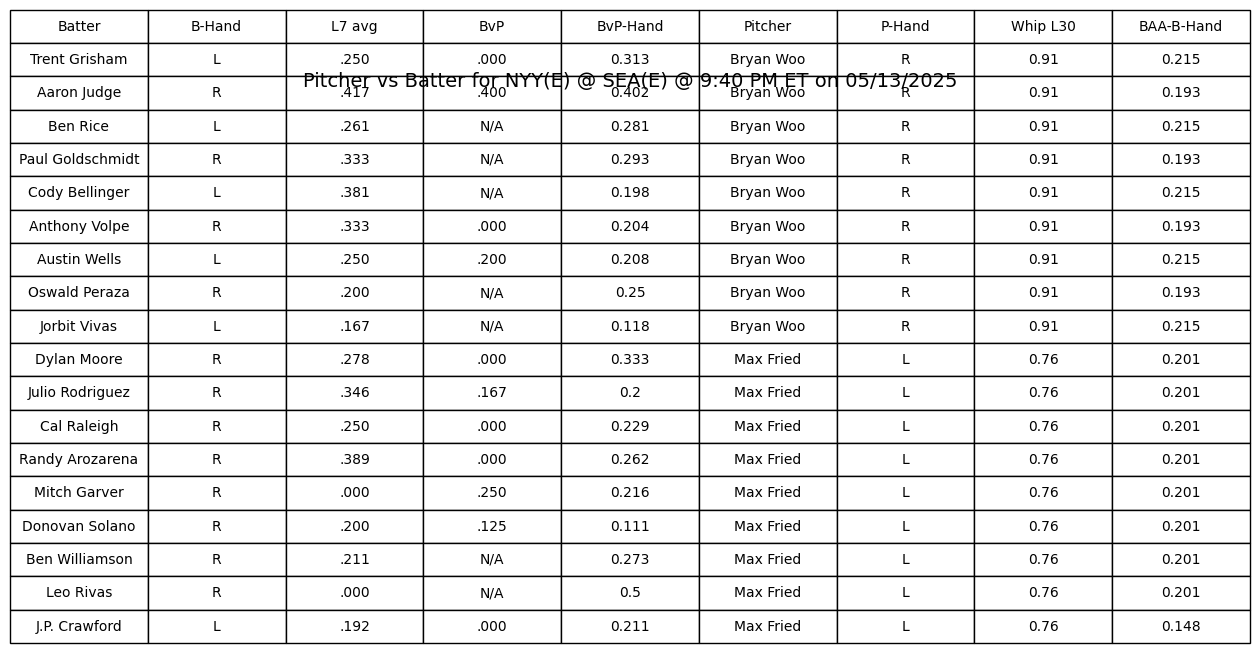 Batter B-Hand L7 avg BvP BvP-Hand Pitcher P-Hand Whip L30 BAA-B-Hand
Trent Grisham L .250 .000 0.313 Bryan Woo R 0.91 0.215
Pitcher vs Batter for NYY(E) @ SEA(E) @ 9:40 PM ET on 05/13/2025
Aaron Judge R .417 .400 0.402 Bryan Woo R 0.91 0.193
Ben Rice L .261 N/A 0.281 Bryan Woo R 0.91 0.215
Paul Goldschmidt R .333 N/A 0.293 Bryan Woo R 0.91 0.193
Cody Bellinger L .381 N/A 0.198 Bryan Woo R 0.91 0.215
Anthony Volpe R .333 .000 0.204 Bryan Woo R 0.91 0.193
Austin Wells L .250 .200 0.208 Bryan Woo R 0.91 0.215
Oswald Peraza R .200 N/A 0.25 Bryan Woo R 0.91 0.193
Jorbit Vivas L .167 N/A 0.118 Bryan Woo R 0.91 0.215
Dylan Moore R .278 .000 0.333 Max Fried L 0.76 0.201
Julio Rodriguez R .346 .167 0.2 Max Fried L 0.76 0.201
Cal Raleigh R .250 .000 0.229 Max Fried L 0.76 0.201
Randy Arozarena R .389 .000 0.262 Max Fried L 0.76 0.201
Mitch Garver R .000 .250 0.216 Max Fried L 0.76 0.201
Donovan Solano R .200 .125 0.111 Max Fried L 0.76 0.201
Ben Williamson R .211 N/A 0.273 Max Fried L 0.76 0.201
Leo Rivas R .000 N/A 0.5 Max Fried L 0.76 0.201
J.P. Crawford L .192 .000 0.211 Max Fried L 0.76 0.148